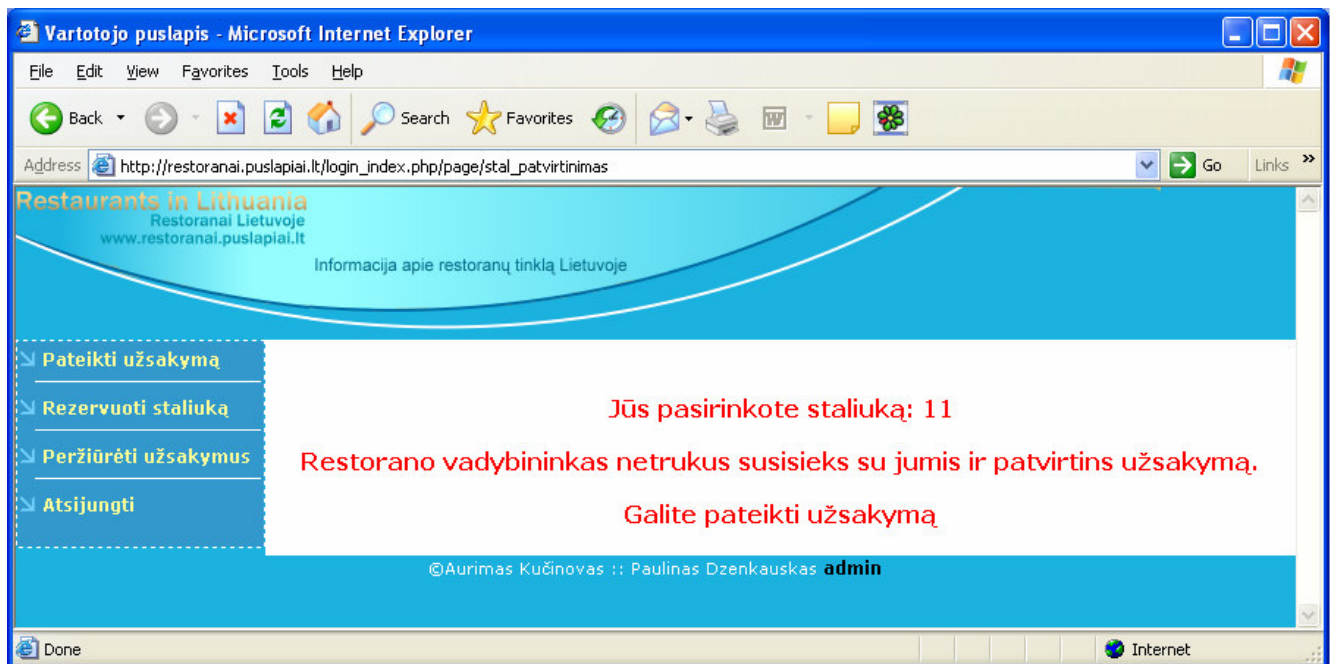 Vartotojo puslapis - Microsoft Internet Explorer
File Edit View Favorites Tools Help
Back Search Favorites
Address http://restoranai.puslapiai.lt/login_index.php/page/stal_patvirtinimas Go Links »
Restaurants in Lithuania
Restoranai Lietuvoje
www.restoranai.puslapiai.lt
Informacija apie restoranų tinklą Lietuvoje
Pateikti užsakymą
Rezervuoti staliuką
Peržiūrėti užsakymus
Atsijungti
Jūs pasirinkote staliuką: 11
Restorano vadybininkas netrukus susisieks su jumis ir patvirtins užsakymą.
Galite pateikti užsakymą
©Aurimas Kučinovas :: Paulinas Dzenkauskas admin
Done Internet